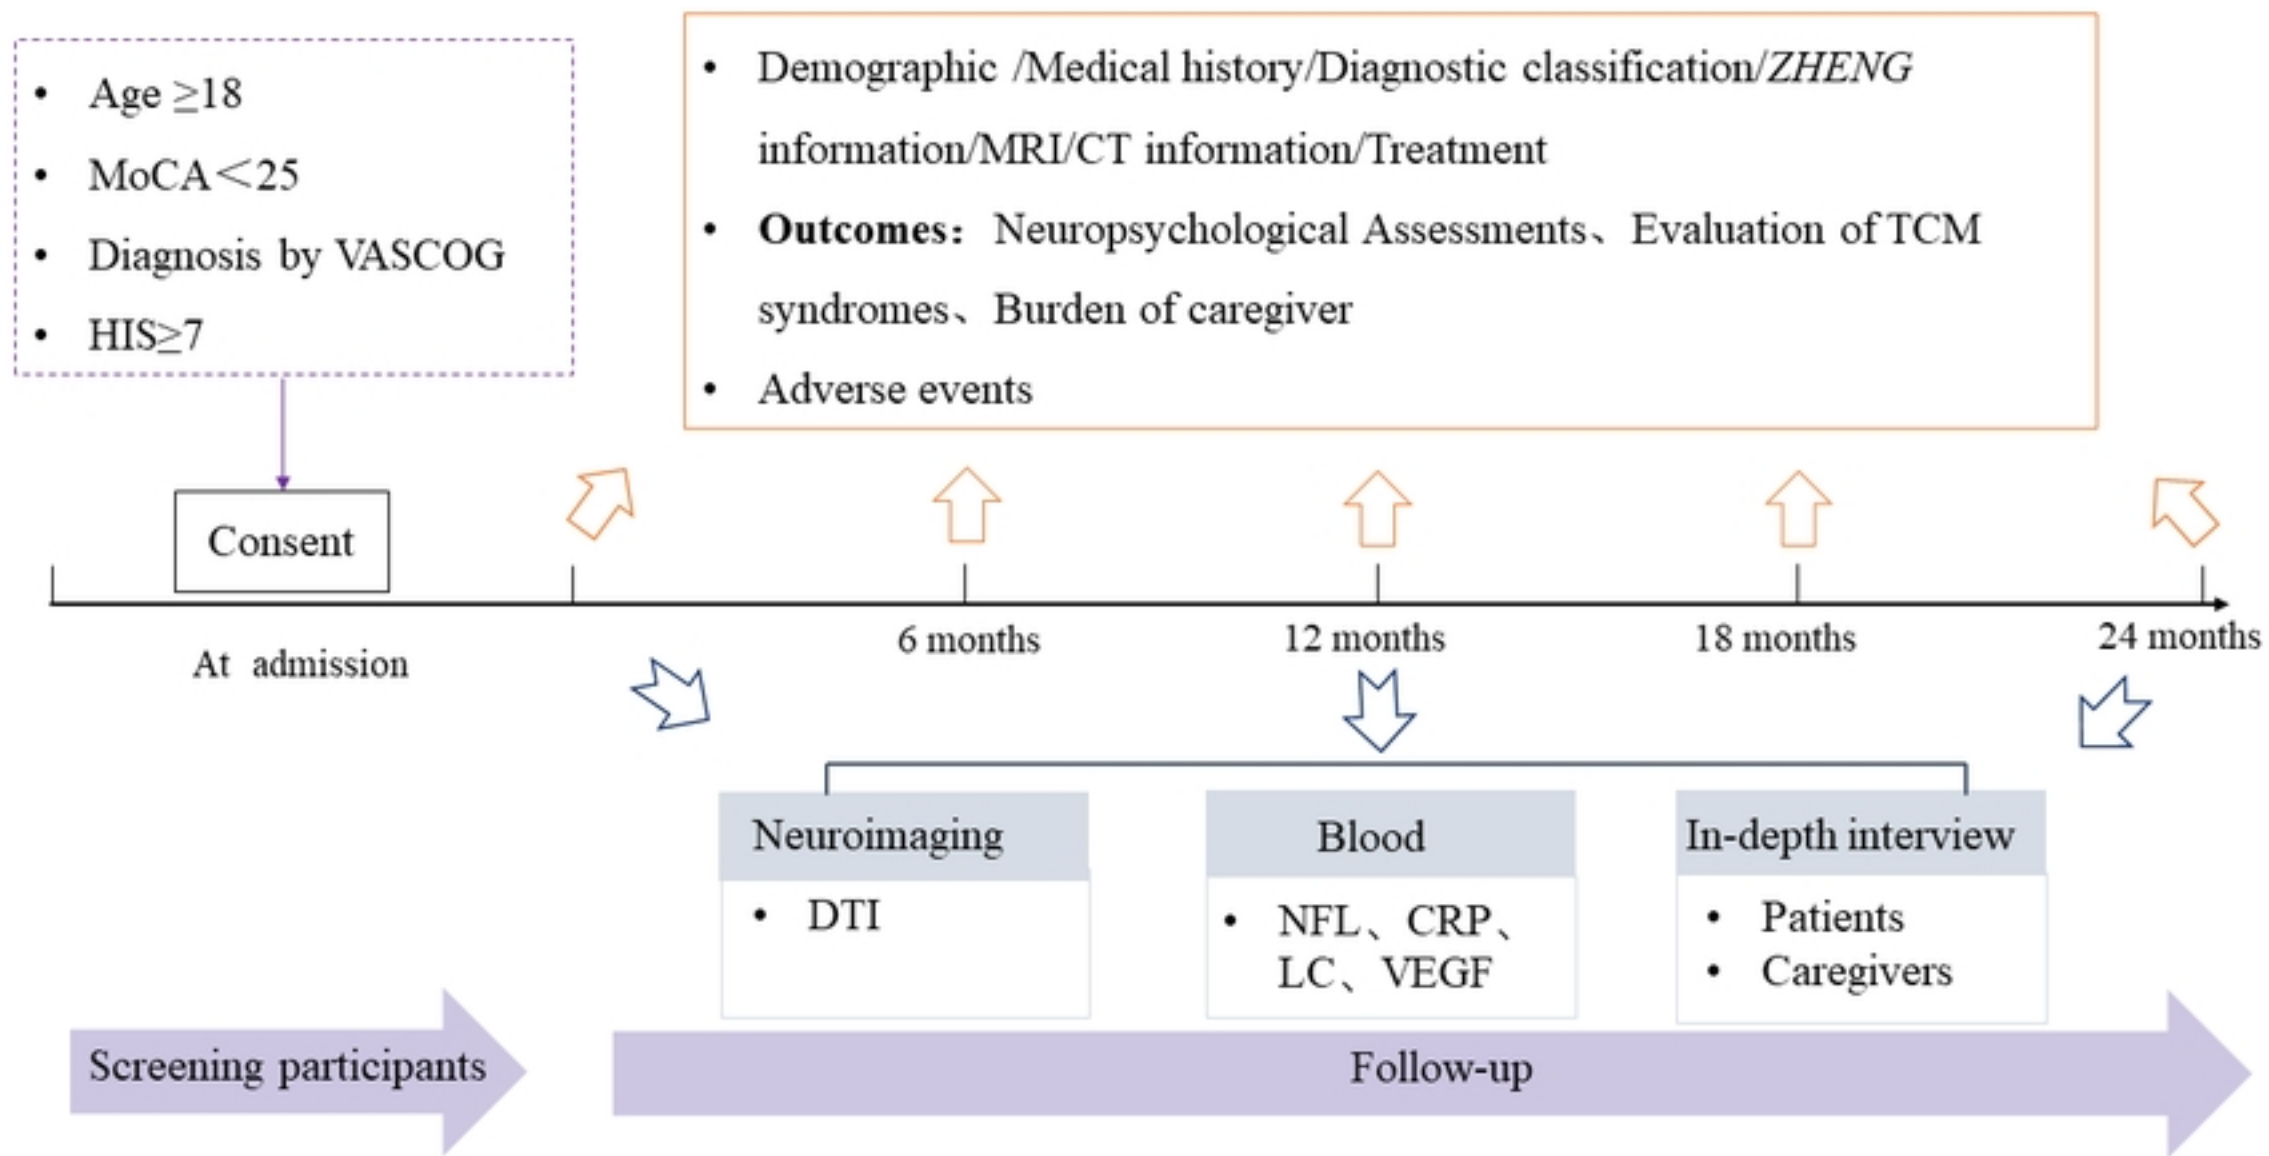 • Age ≥18
• MoCA＜25
• Diagnosis by VASCOG
• HIS≥7
• Demographic /Medical history/Diagnostic classification/ZHENG
information/MRI/CT information/Treatment
• Outcomes： Neuropsychological Assessments、Evaluation of TCM
syndromes、Burden of caregiver
• Adverse events
Consent
At admission
6 months
12 months
18 months
24 months
Neuroimaging
• DTI
Blood
• NFL、CRP、
LC、VEGF
In-depth interview
• Patients
• Caregivers
Screening participants
Follow-up